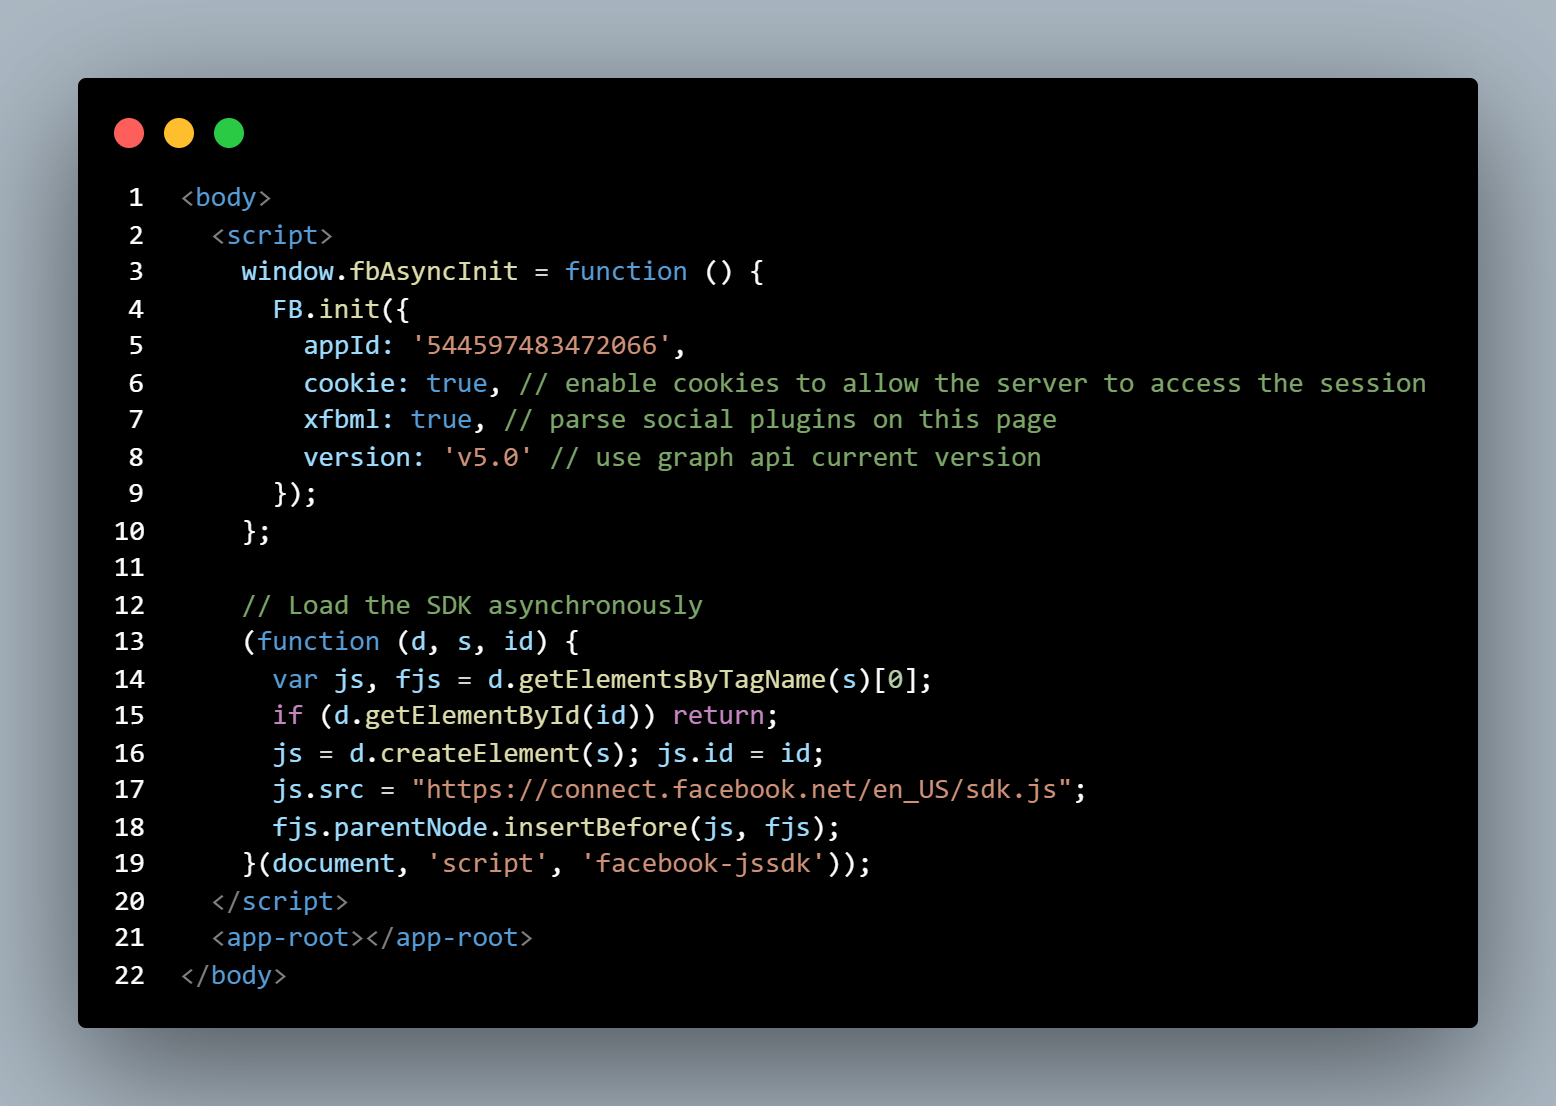 1 <body>
2   <script>
3     window.fbAsyncInit = function () {
4       FB.init({
5         appId: '544597483472066',
6         cookie: true, // enable cookies to allow the server to access the session
7         xfbml: true, // parse social plugins on this page
8         version: 'v5.0' // use graph api current version
9       });
10     };
11
12     // Load the SDK asynchronously
13     (function (d, s, id) {
14       var js, fjs = d.getElementsByTagName(s)[0];
15       if (d.getElementById(id)) return;
16       js = d.createElement(s); js.id = id;
17       js.src = "https://connect.facebook.net/en_US/sdk.js";
18       fjs.parentNode.insertBefore(js, fjs);
19     }(document, 'script', 'facebook-jssdk'));
20   </script>
21   <app-root></app-root>
22 </body>